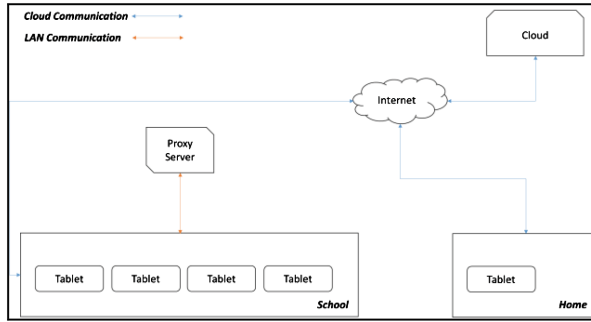 Cloud Communication
LAN Communication
Cloud
Internet
Proxy
Server
Tablet
Tablet
Tablet
Tablet
School
Tablet
Home